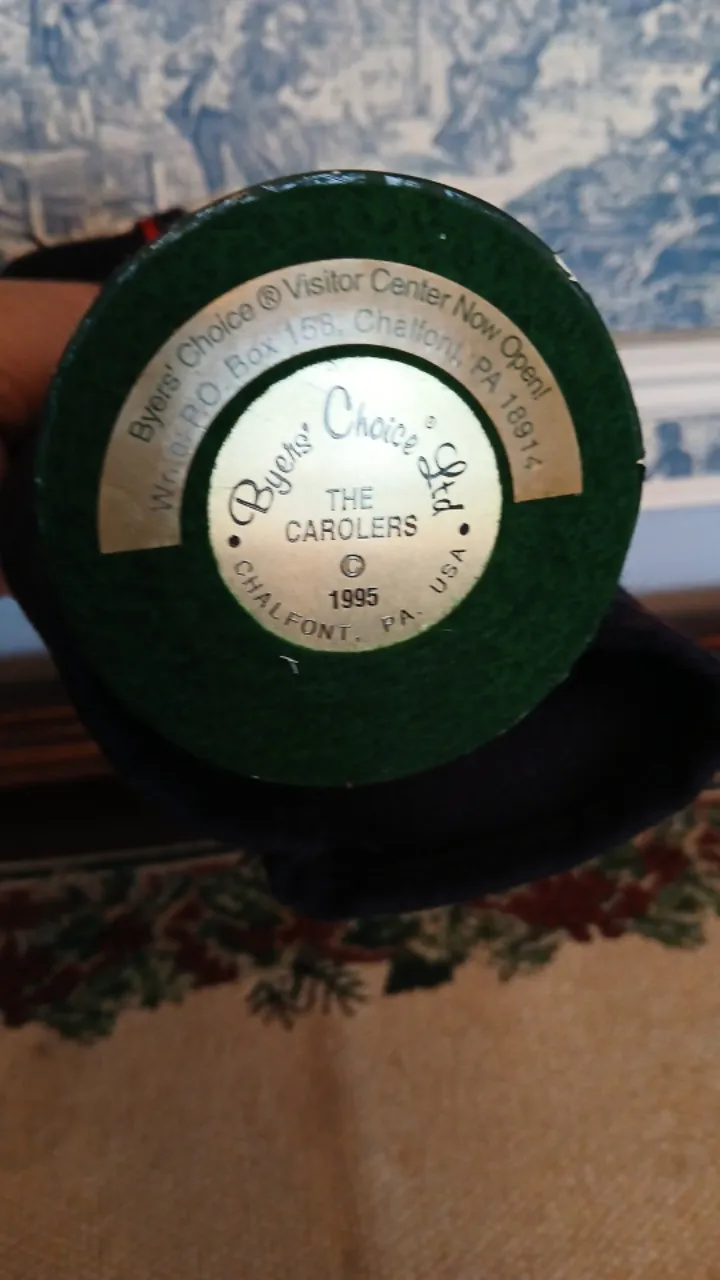 Byers' Choice ® Visitor Center Now Open!
Write: P.O. Box 158, Chalfont, PA 18914
Byers' Choice® Ltd
THE
CAROLERS
©
1995
• CHALFONT, PA. USA •